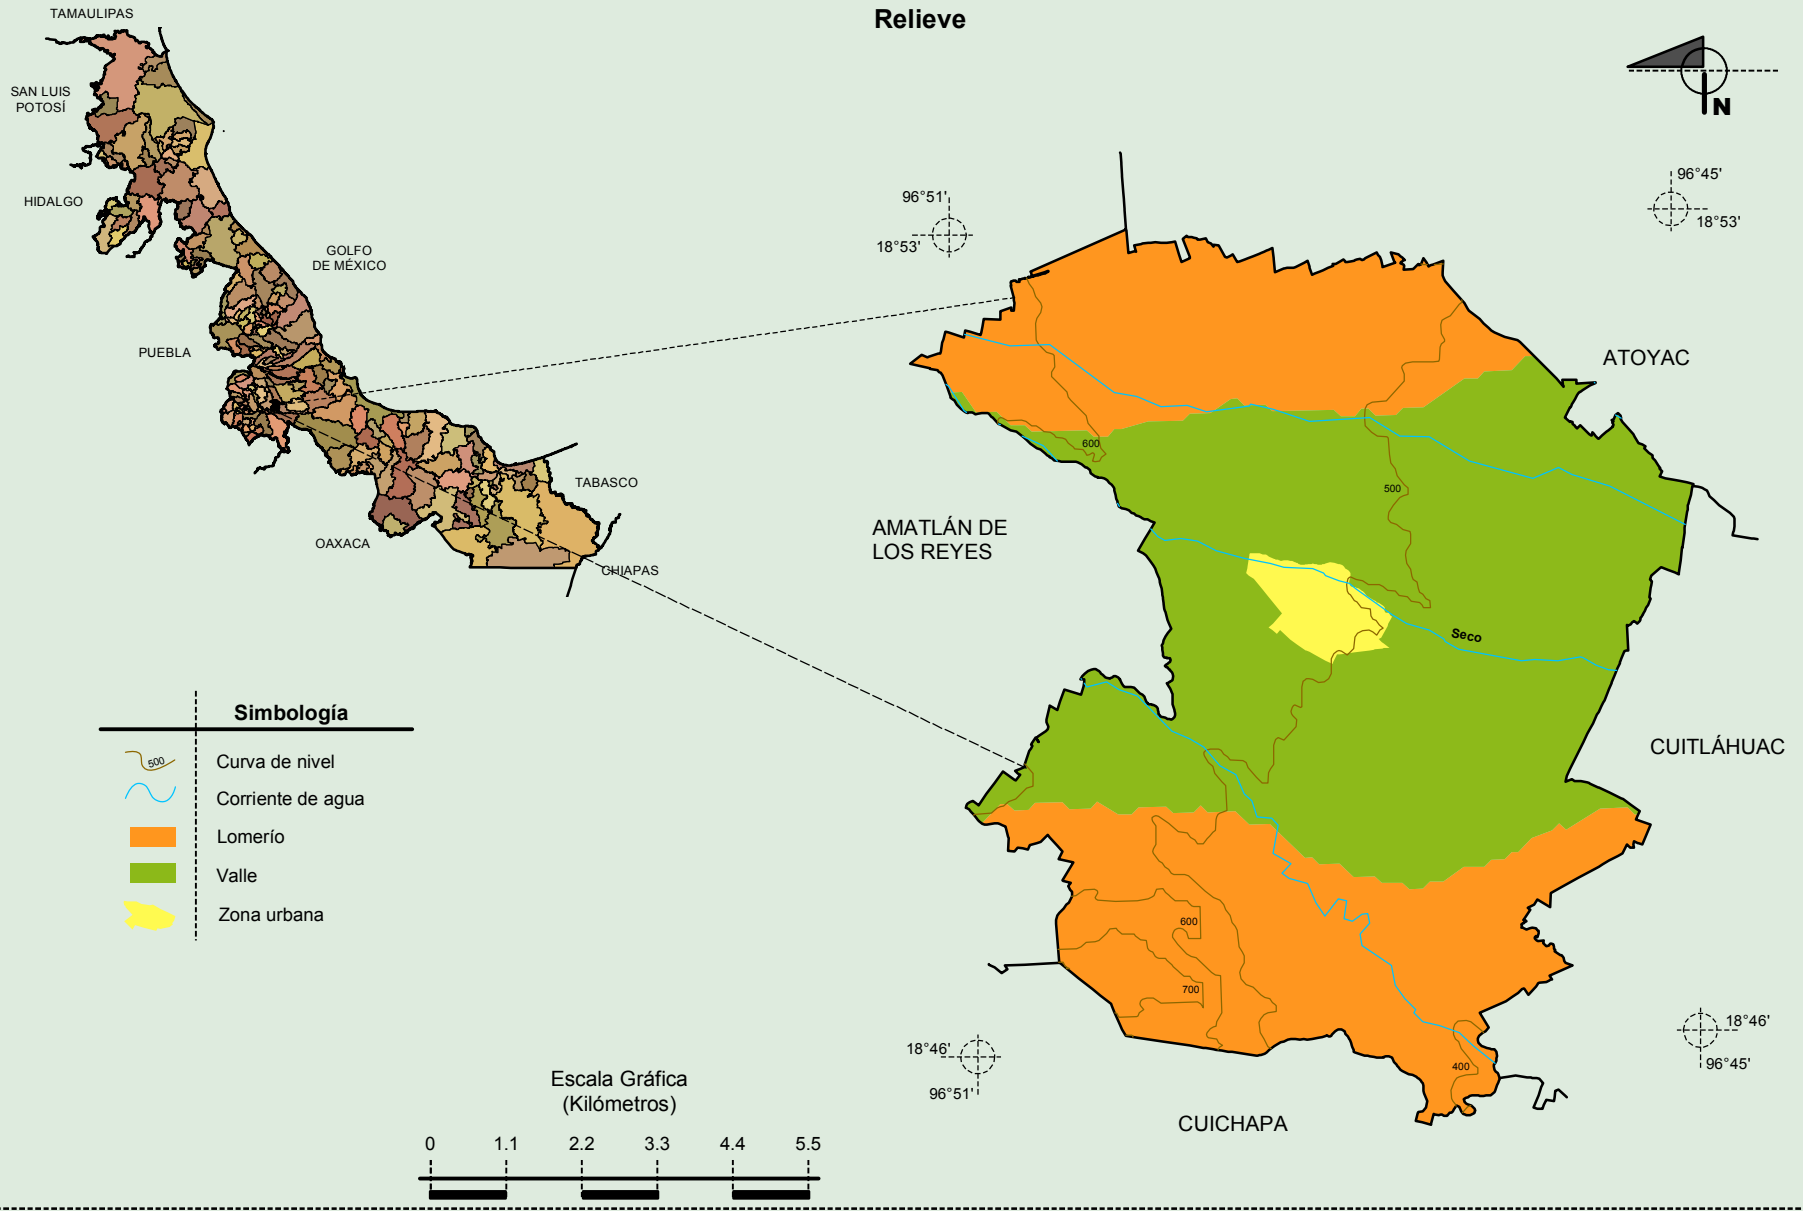 Relieve
TAMAULIPAS
SAN LUIS
POTOSÍ
HIDALGO
GOLFO
DE MÉXICO
PUEBLA
OAXACA
TABASCO
CHIAPAS
N
96°51'
18°53'
96°45'
18°53'
ATOYAC
AMATLÁN DE
LOS REYES
CUITLÁHUAC
CUICHAPA
600
500
Seco
600
700
400
18°46'
96°51'
18°46'
96°45'
Simbología
500
Curva de nivel
Corriente de agua
Lomerío
Valle
Zona urbana
Escala Gráfica
(Kilómetros)
0 1.1 2.2 3.3 4.4 5.5